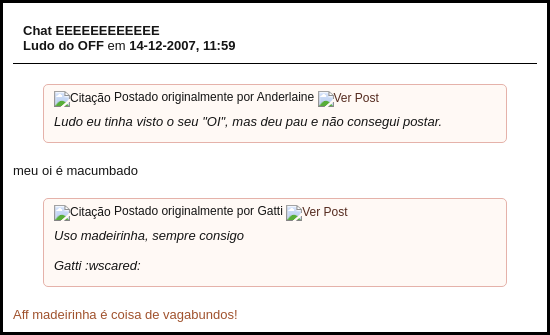 Chat EEEEEEEEEEEE
Ludo do OFF em 14-12-2007, 11:59
Citação Postado originalmente por Anderlaine Ver Post
Ludo eu tinha visto o seu "OI", mas deu pau e não consegui postar.
meu oi é macumbado
Citação Postado originalmente por Gatti Ver Post
Uso madeirinha, sempre consigo
Gatti :wscared:
Aff madeirinha é coisa de vagabundos!